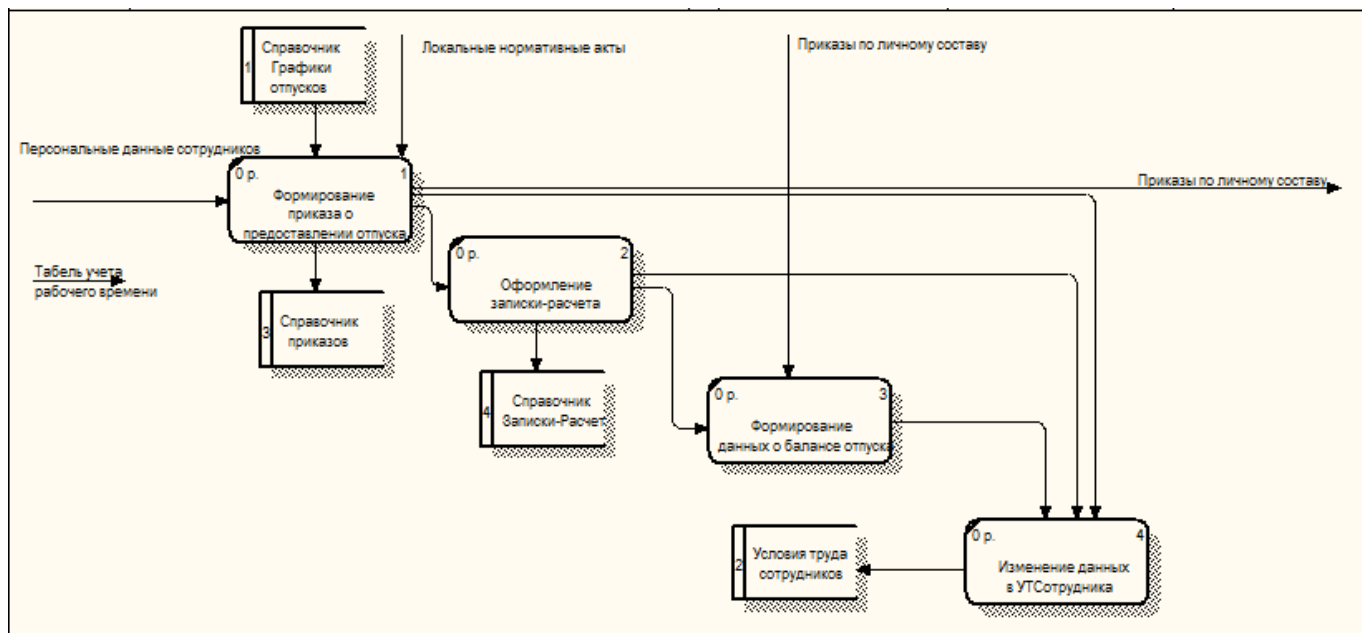 1
Справочник
Графики
отпусков
Локальные нормативные акты
Приказы по личному составу
Персональные данные сотрудников
0 р.
1
Формирование
приказа о
предоставлении отпуска
Приказы по личному составу
Табель учета
рабочего времени
0 р.
2
Оформление
записки-расчета
3
Справочник
приказов
4
Справочник
Записки-Расчет
0 р.
3
Формирование
данных о балансе отпуска
2
Условия труда
сотрудников
0 р.
4
Изменение данных
в УТСотрудника